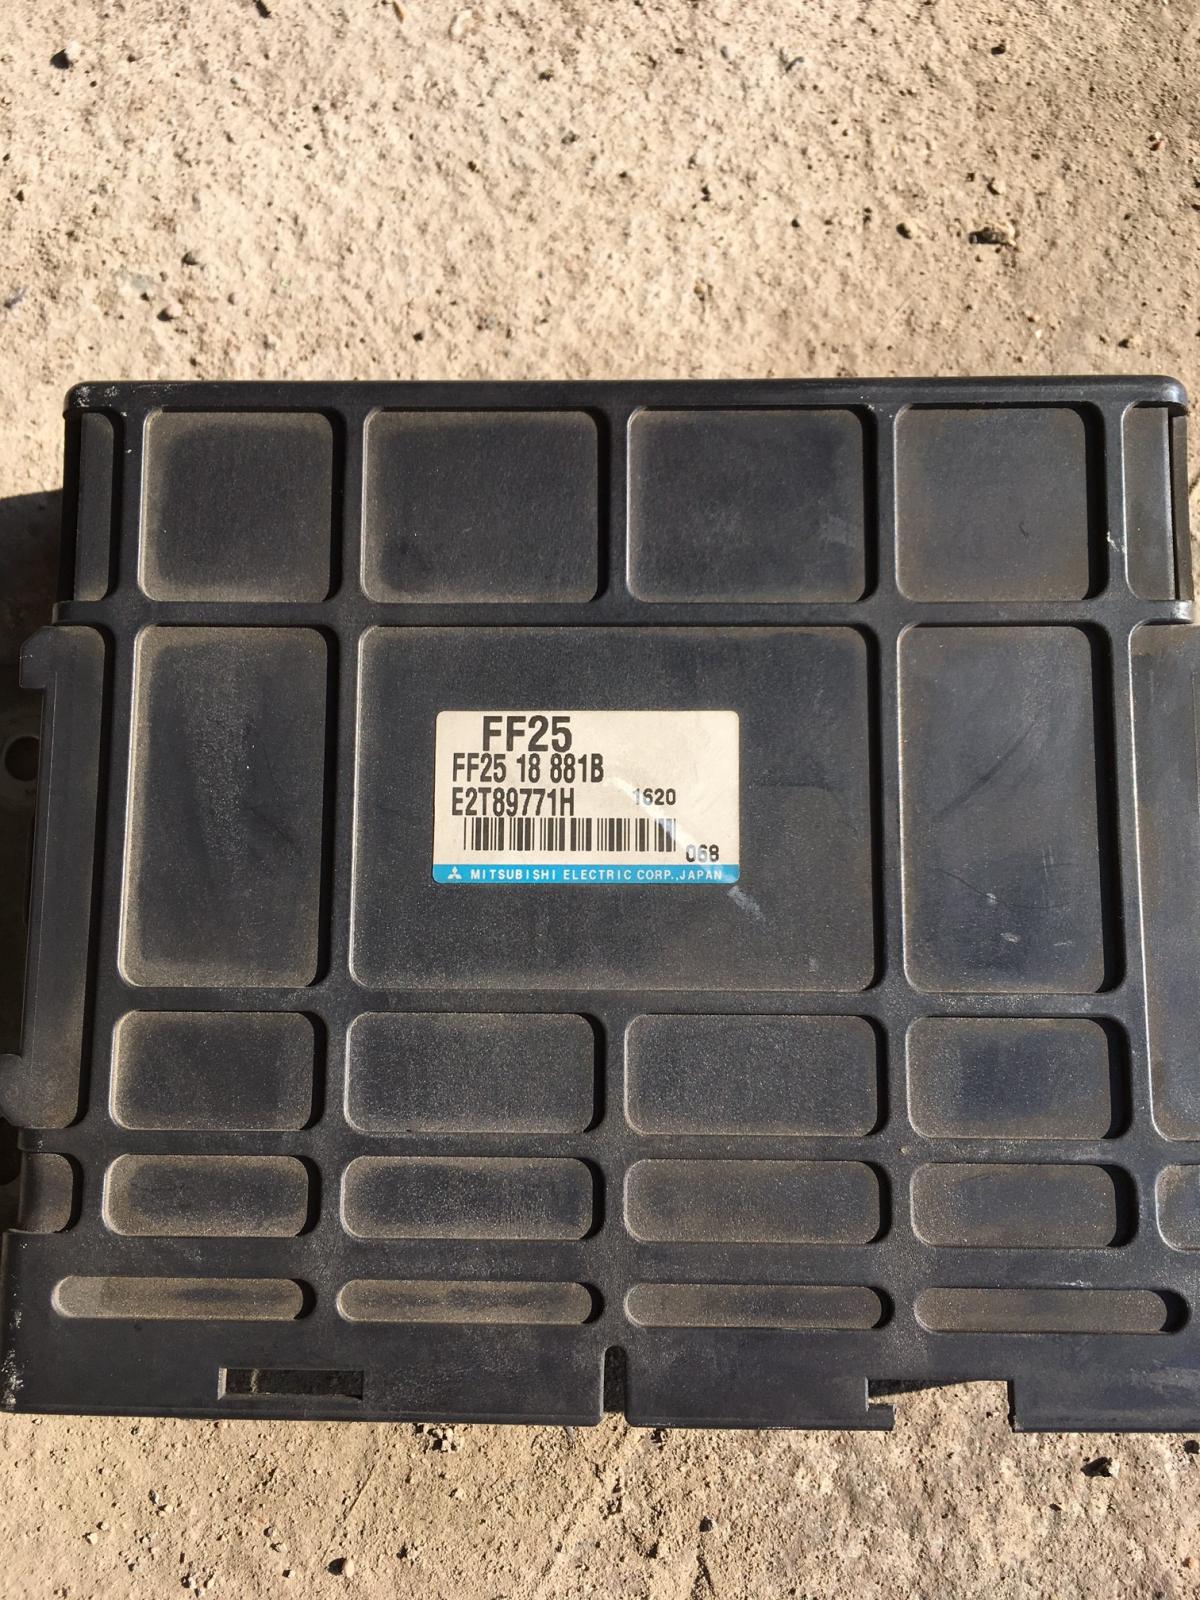 FF25
FF25 18 881B
E2T89771H 1620
068
MITSUBISHI ELECTRIC CORP., JAPAN